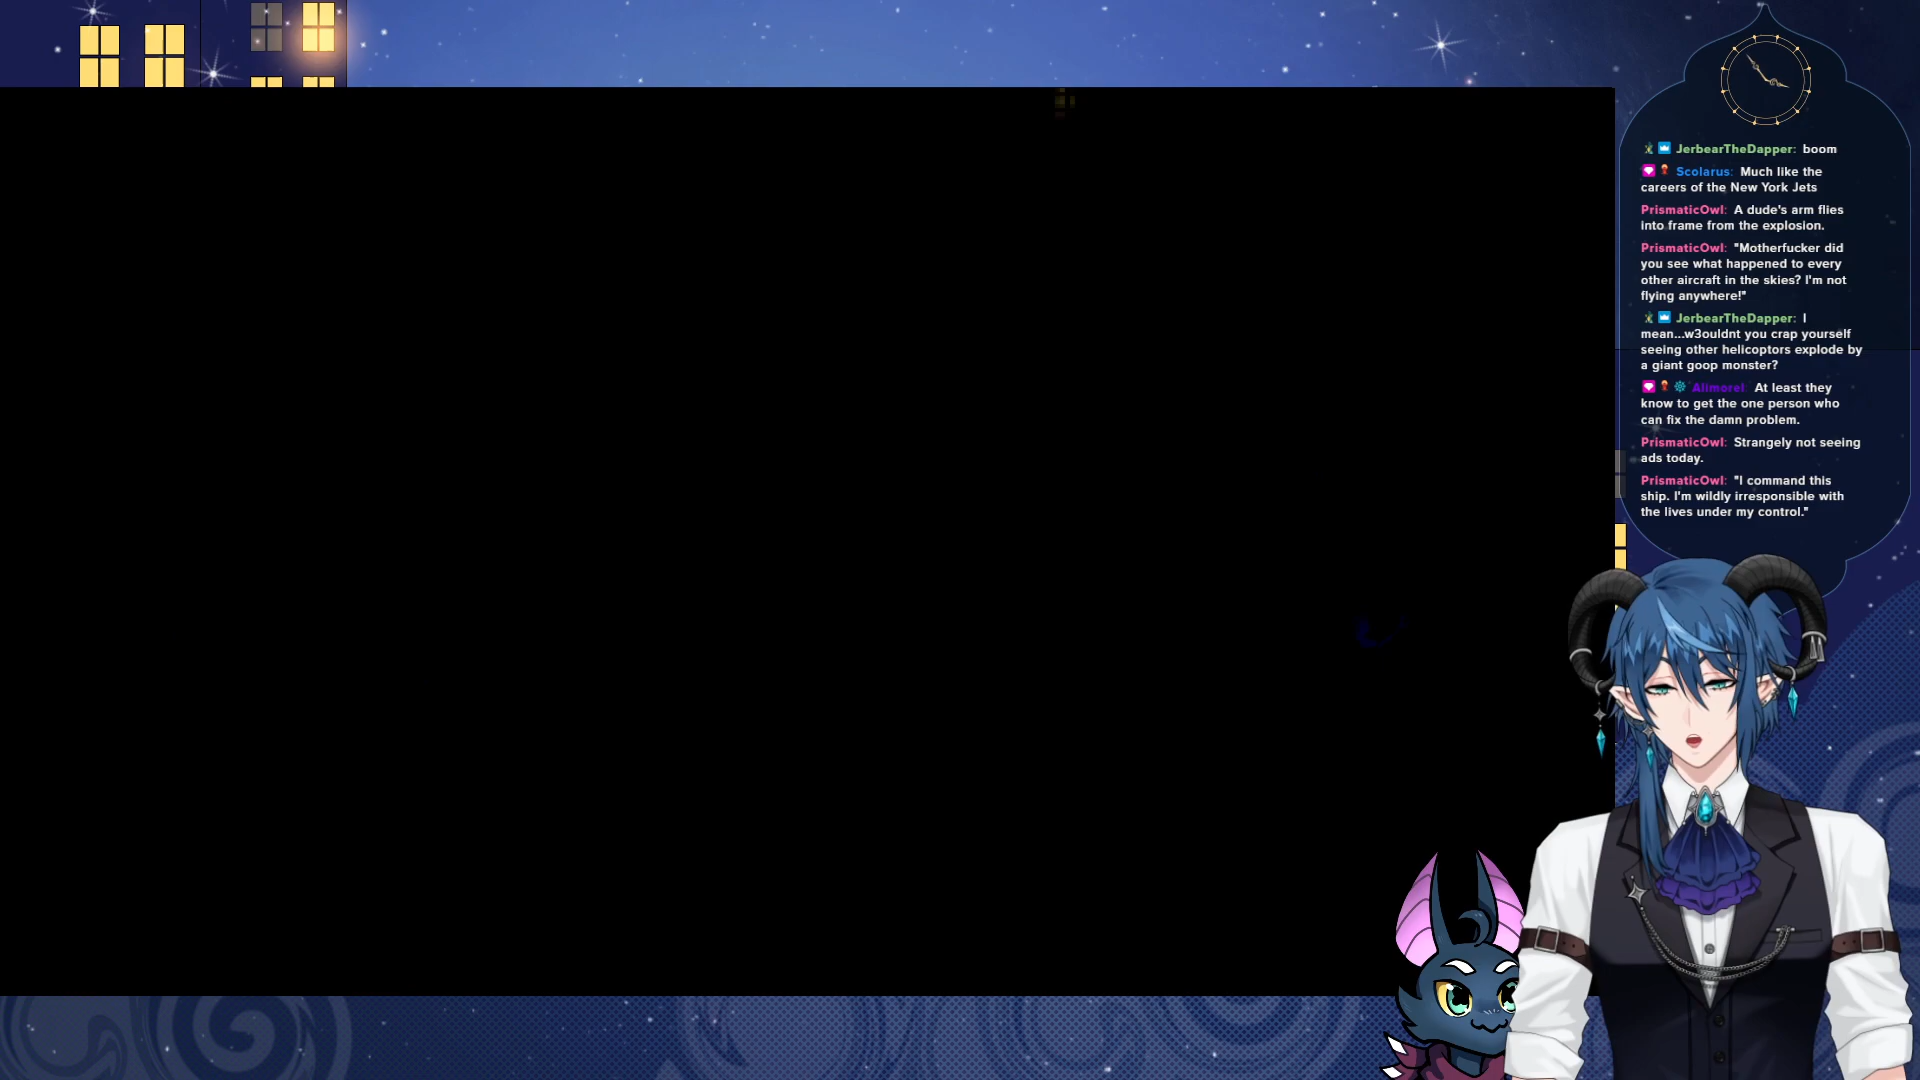 JerbearTheDapper: boom
Scolarus: Much like the
careers of the New York Jets
PrismaticOwl: A dude's arm flies
into frame from the explosion.
PrismaticOwl: "Motherfucker did
you see what happened to every
other aircraft in the skies? I'm not
flying anywhere!"
JerbearTheDapper: I
mean...w3ouldnt you crap yourself
seeing other helicoptors explode by
a giant goop monster?
Alimorel: At least they
know to get the one person who
can fix the damn problem.
PrismaticOwl: Strangely not seeing
ads today.
PrismaticOwl: "I command this
ship. I'm wildly irresponsible with
the lives under my control."